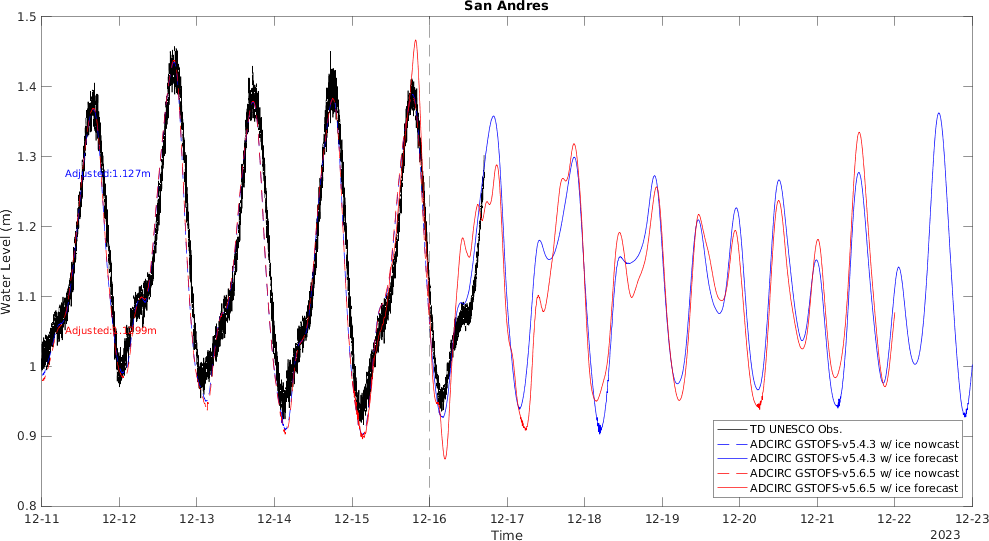 San Andres
Water Level (m)
1.5
1.4
1.3
1.2
1.1
1
0.9
0.8
Adjusted:1.127m
TD UNESCO Obs.
ADCIRC GSTOFS-v5.4.3 w/ ice nowcast
ADCIRC GSTOFS-v5.4.3 w/ ice forecast
ADCIRC GSTOFS-v5.6.5 w/ ice nowcast
ADCIRC GSTOFS-v5.6.5 w/ ice forecast
12-11 12-12 12-13 12-14 12-15 12-16 12-17 12-18 12-19 12-20 12-21 12-22 12-23
Time
2023